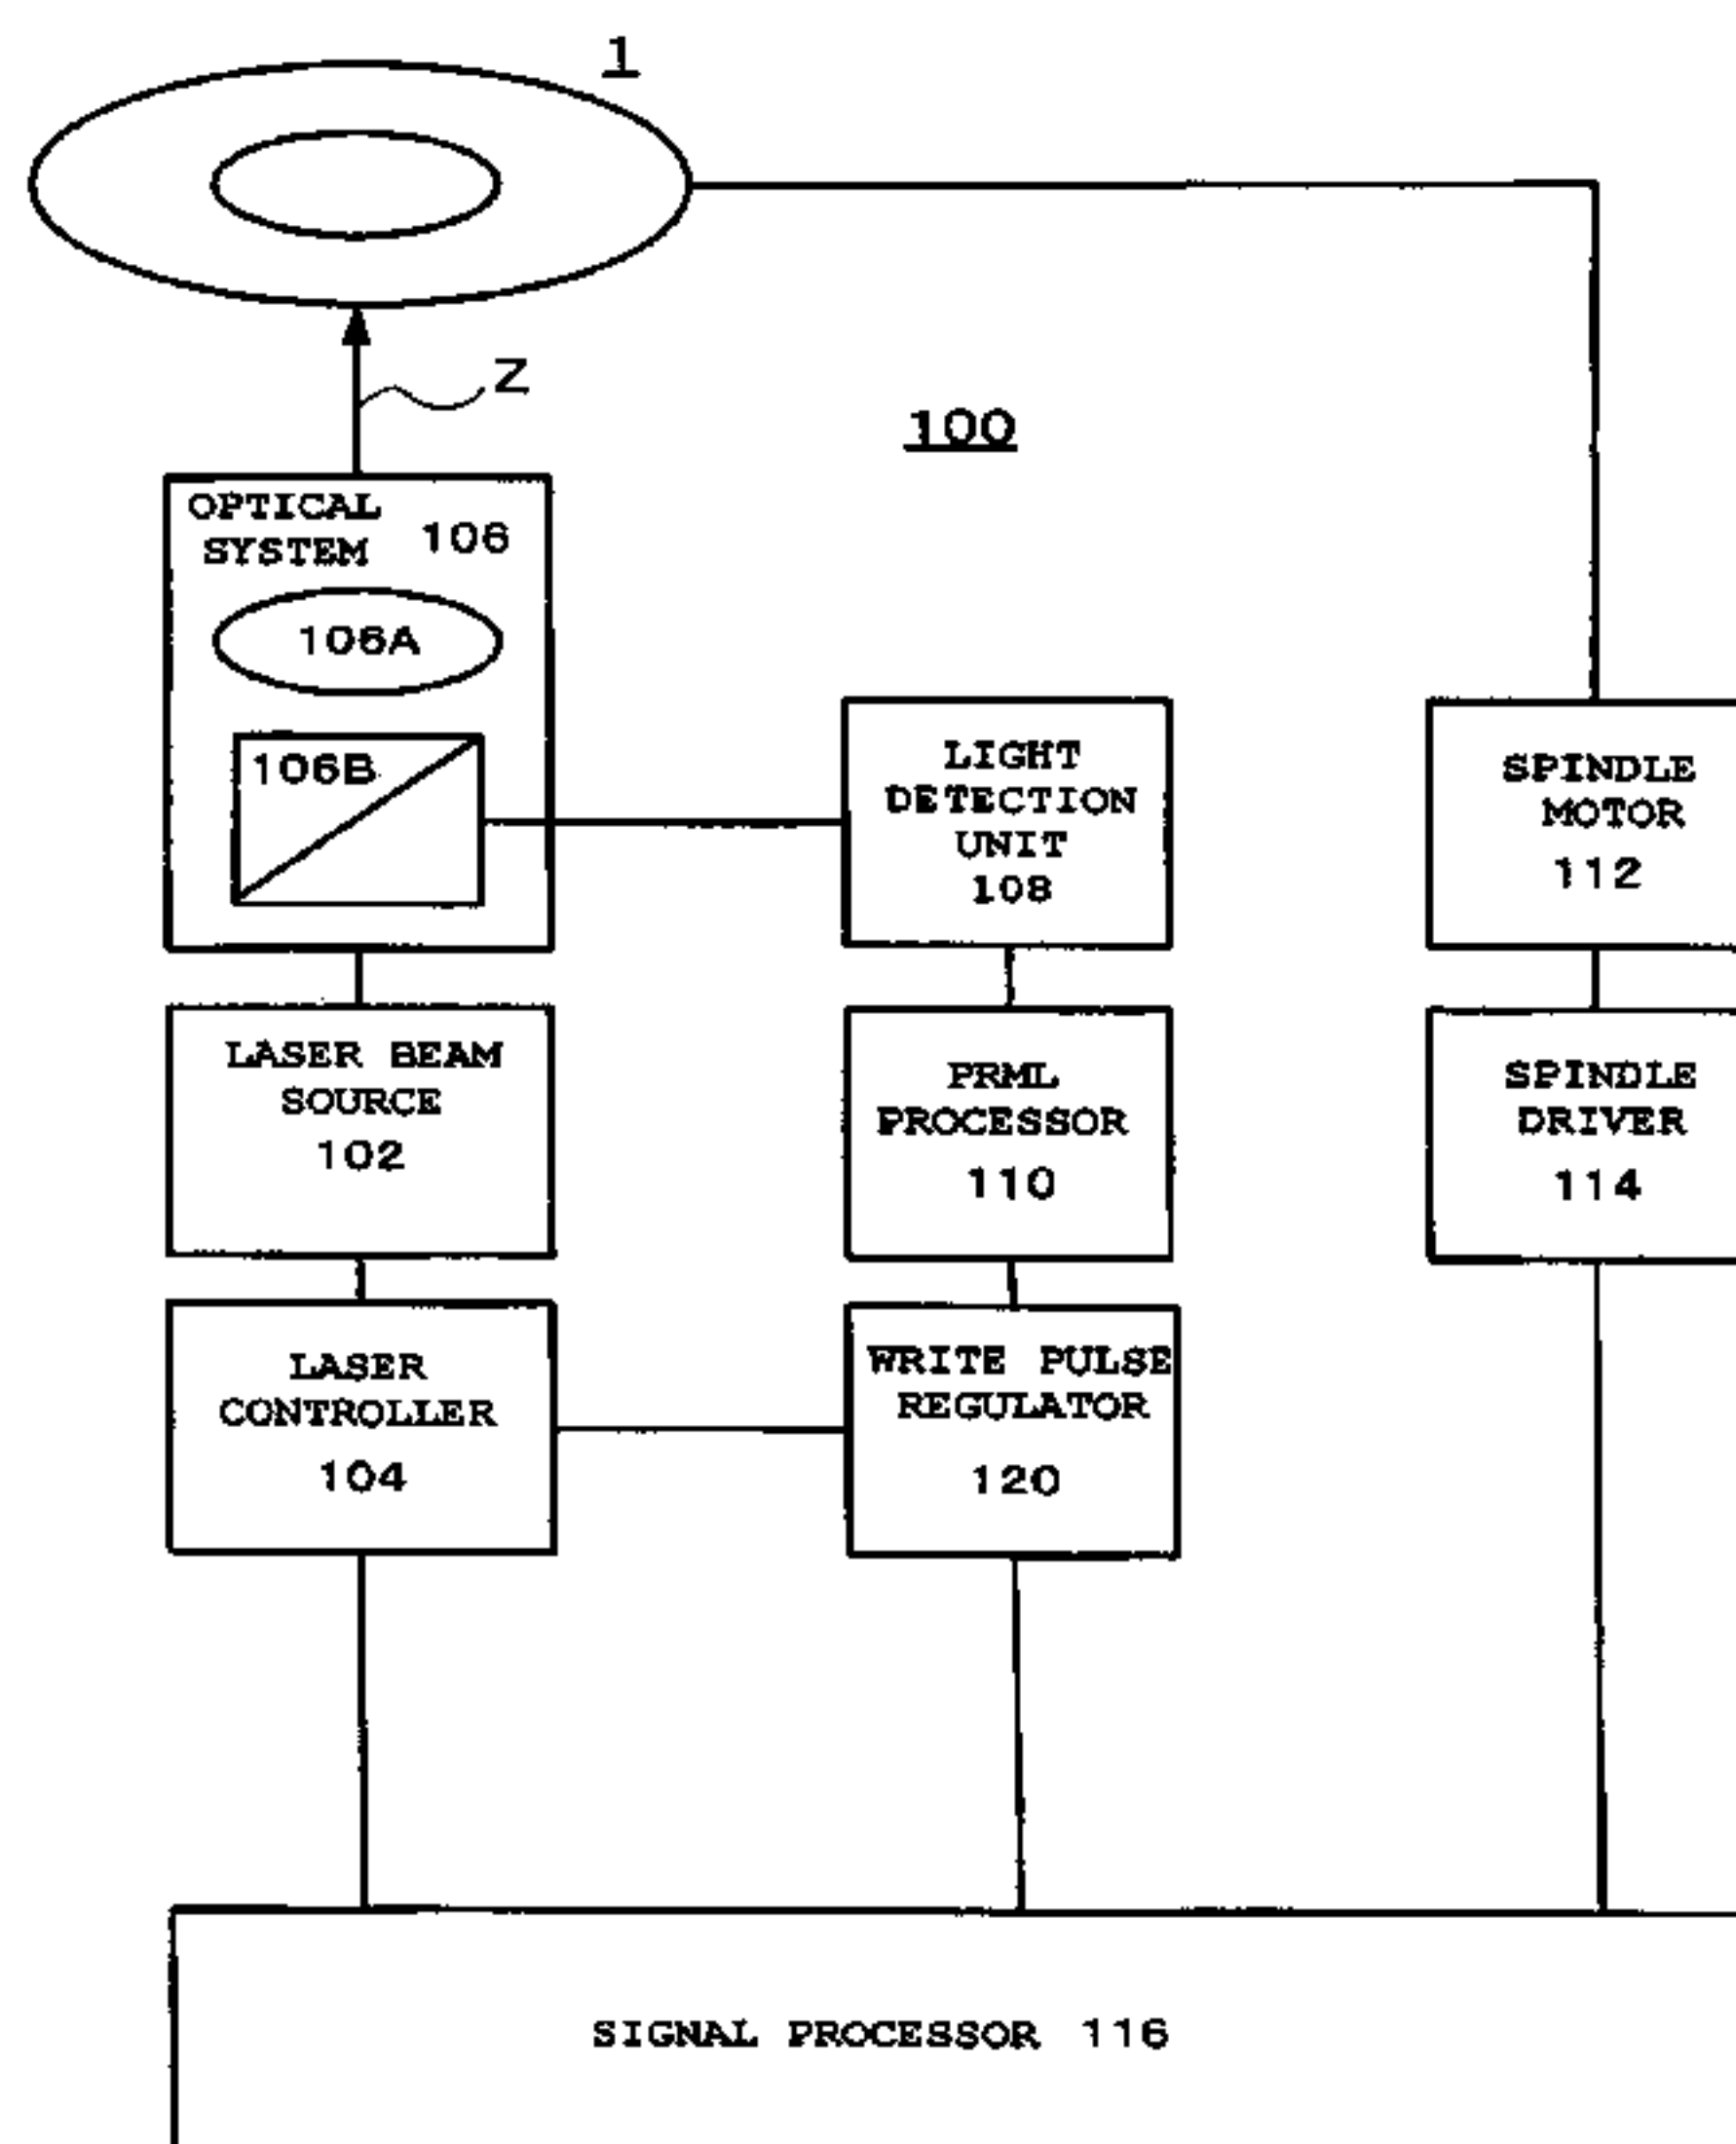 1
Z
100
OPTICAL
SYSTEM
106
106A
106B
LIGHT
DETECTION
UNIT
108
SPINDLE
MOTOR
112
LASER BEAM
SOURCE
102
PRML
PROCESSOR
110
SPINDLE
DRIVER
114
LASER
CONTROLLER
104
WRITE PULSE
REGULATOR
120
SIGNAL PROCESSOR 116